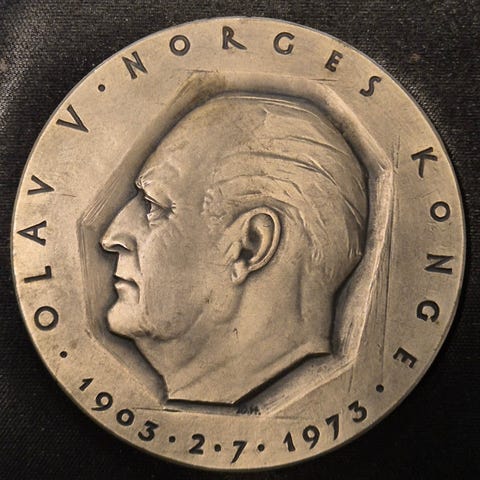 OLAV V · NORGES KONGE
· 1903 · 2 · 7 · 1973 ·